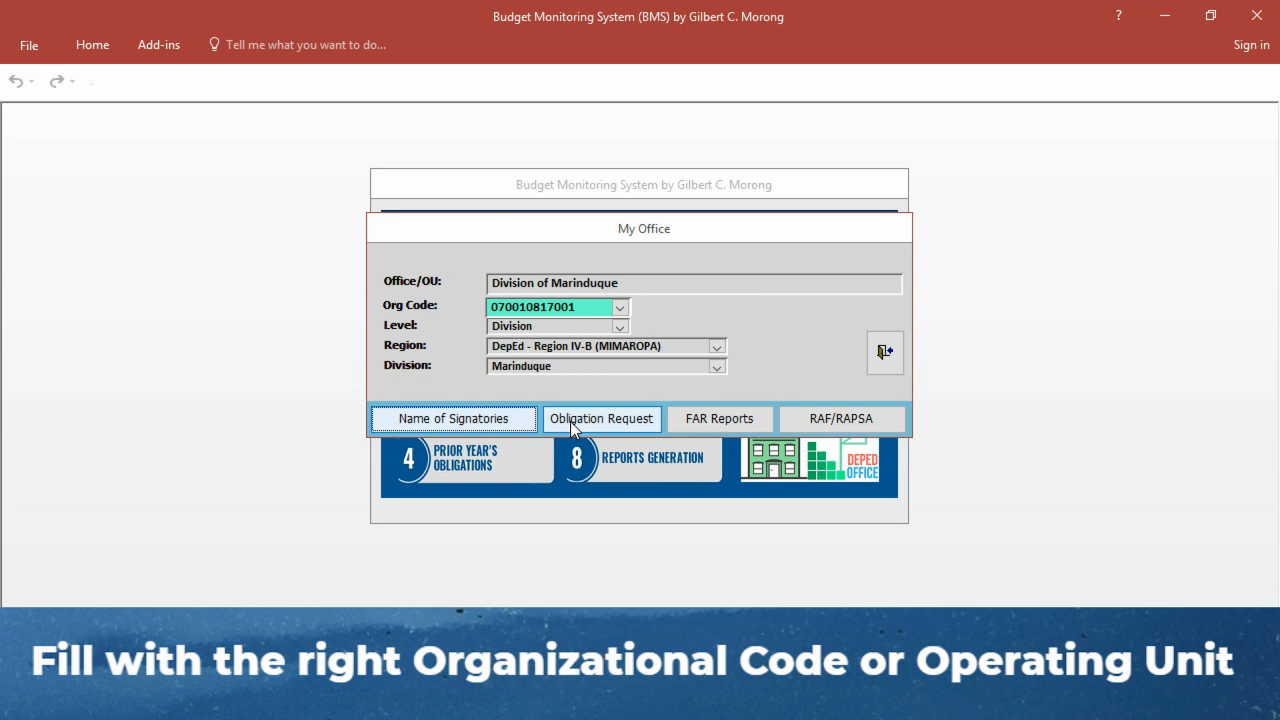 Budget Monitoring System (BMS) by Gilbert C. Morong
?
File Home Add-ins Tell me what you want to do... Sign in
Budget Monitoring System by Gilbert C. Morong
My Office
Office/OU: Division of Marinduque
Org Code: 070010817001
Level: Division
Region: DepEd - Region IV-B (MIMAROPA)
Division: Marinduque
Name of Signatories Obligation Request FAR Reports RAF/RAPSA
4 PRIOR YEAR'S OBLIGATIONS
8 REPORTS GENERATION
DEPED
OFFICE
Fill with the right Organizational Code or Operating Unit